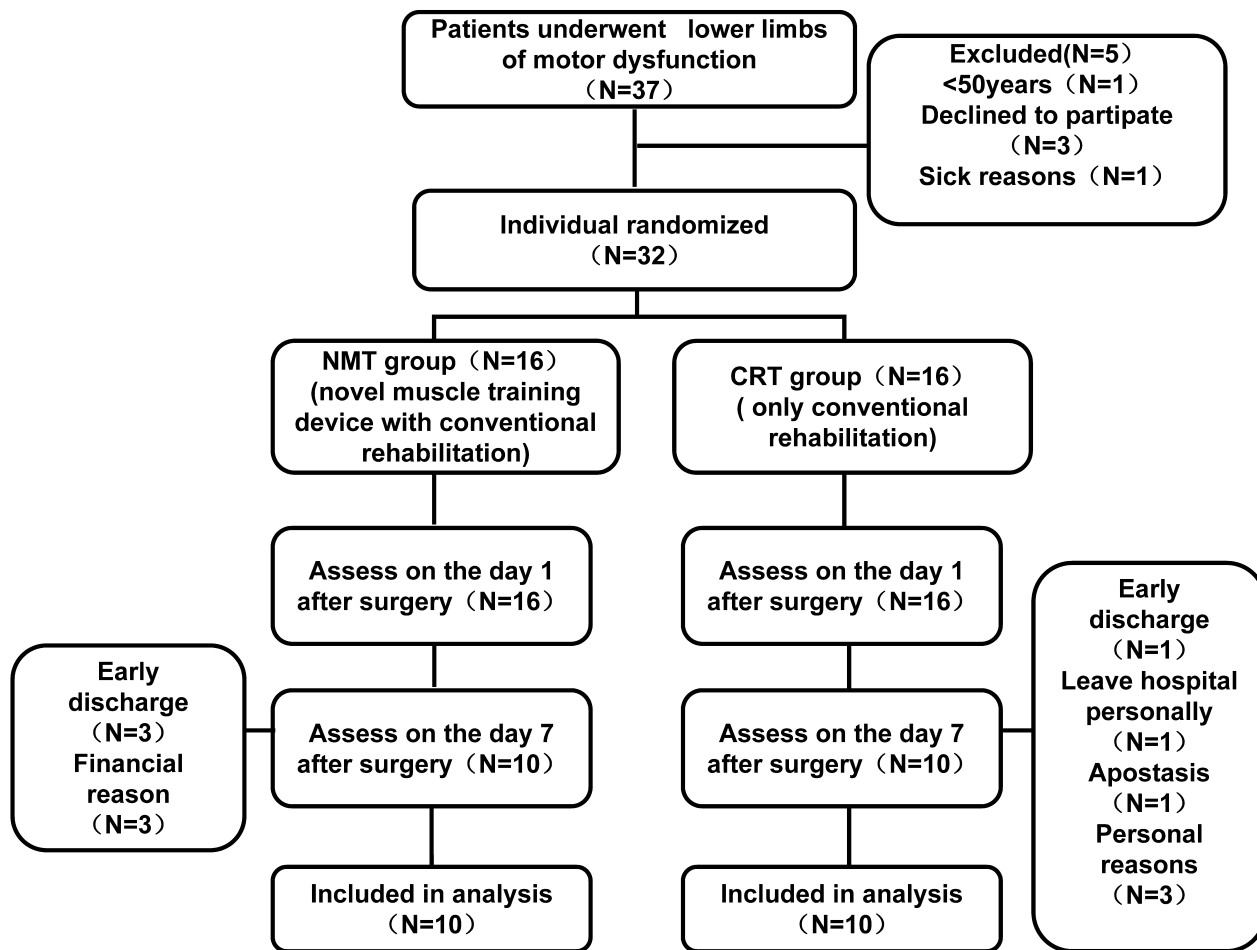 Patients underwent lower limbs
of motor dysfunction
（N=37）
Excluded(N=5)
<50years（N=1）
Declined to partipate
（N=3）
Sick reasons（N=1）
Individual randomized
（N=32）
NMT group（N=16）
(novel muscle training
device with conventional
rehabilitation)
CRT group（N=16）
( only conventional
rehabilitation)
Assess on the day 1
after surgery（N=16）
Assess on the day 1
after surgery（N=16）
Early
discharge
（N=3）
Financial
reason
（N=3）
Assess on the day 7
after surgery（N=10）
Assess on the day 7
after surgery（N=10）
Early
discharge
（N=1）
Leave hospital
personally
（N=1）
Apostasis
（N=1）
Personal
reasons
（N=3）
Included in analysis
（N=10）
Included in analysis
（N=10）